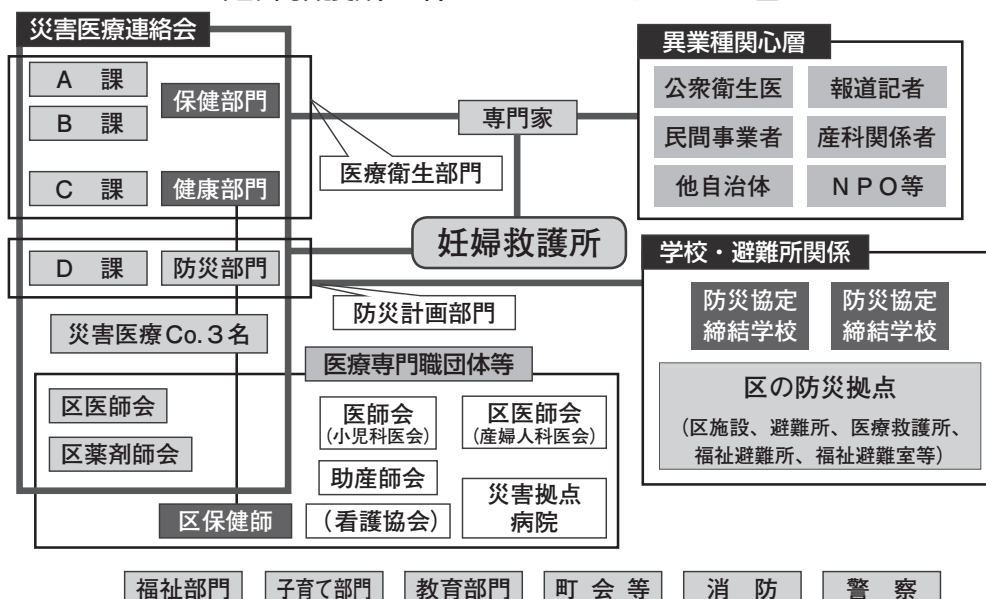 災害医療連絡会
A 課
B 課
保健部門
C 課
健康部門
医療衛生部門
D 課
防災部門
防災計画部門
災害医療Co.３名
専門家
妊婦救護所
異業種関心層
公衆衛生医
報道記者
民間事業者
産科関係者
他自治体
ＮＰＯ等
学校・避難所関係
防災協定
締結学校
防災協定
締結学校
区の防災拠点
（区施設、避難所、医療救護所、
福祉避難所、福祉避難室等）
医療専門職団体等
区医師会
区薬剤師会
医師会
（小児科医会）
区医師会
（産婦人科医会）
助産師会
（看護協会）
災害拠点
病院
区保健師
福祉部門
子育て部門
教育部門
町会等
消防
警察